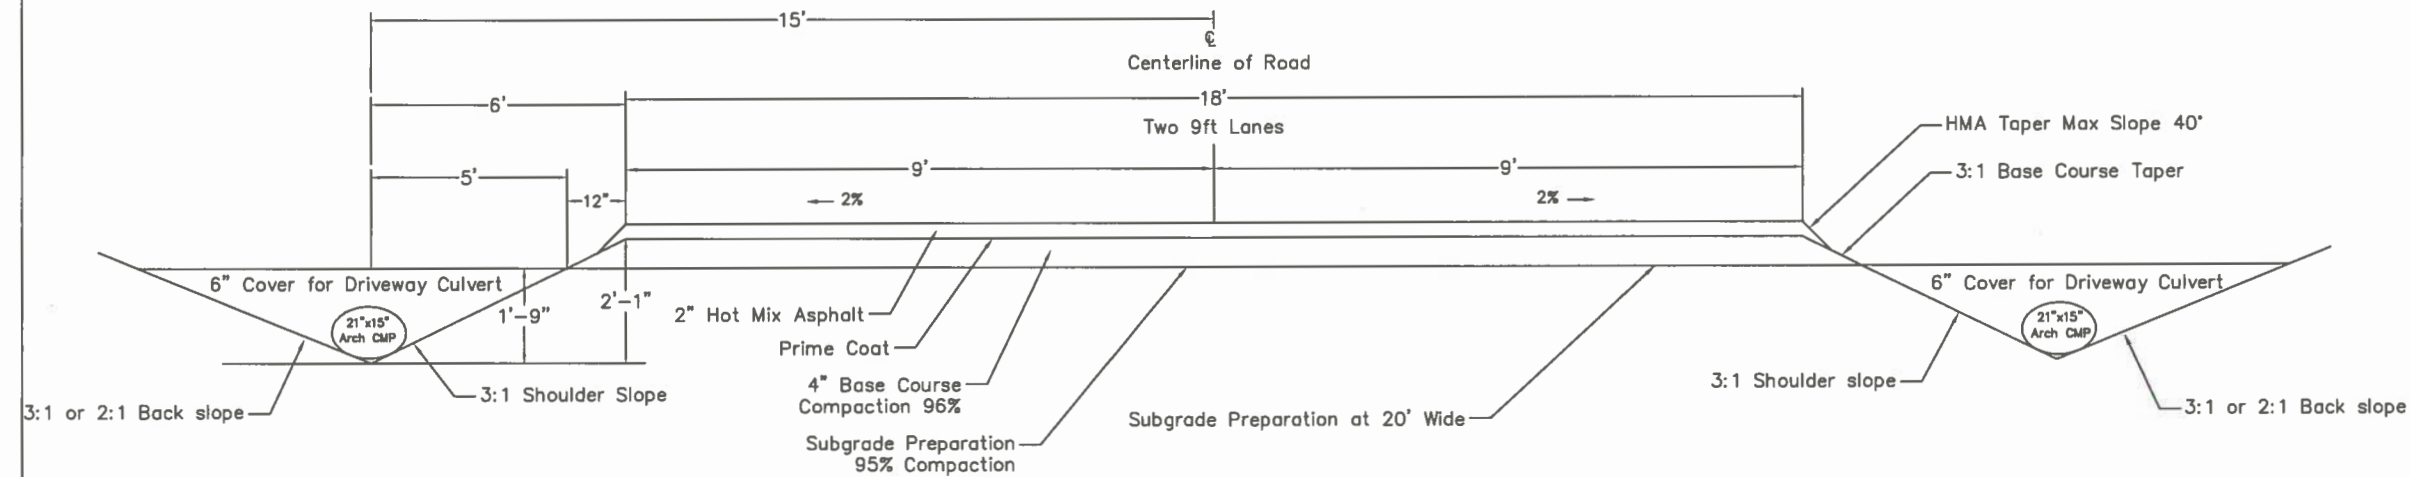 15'
℄
Centerline of Road
6'
18'
Two 9ft Lanes
HMA Taper Max Slope 40°
5'
9'
9'
3:1 Base Course Taper
12"
← 2%
2% →
6" Cover for Driveway Culvert
6" Cover for Driveway Culvert
21"x15"
Arch CMP
1'-9"
2'-1"
2" Hot Mix Asphalt
21"x15"
Arch CMP
Prime Coat
4" Base Course
Compaction 96%
3:1 Shoulder Slope
3:1 or 2:1 Back slope
Subgrade Preparation
95% Compaction
Subgrade Preparation at 20' Wide
3:1 Shoulder slope
3:1 or 2:1 Back slope